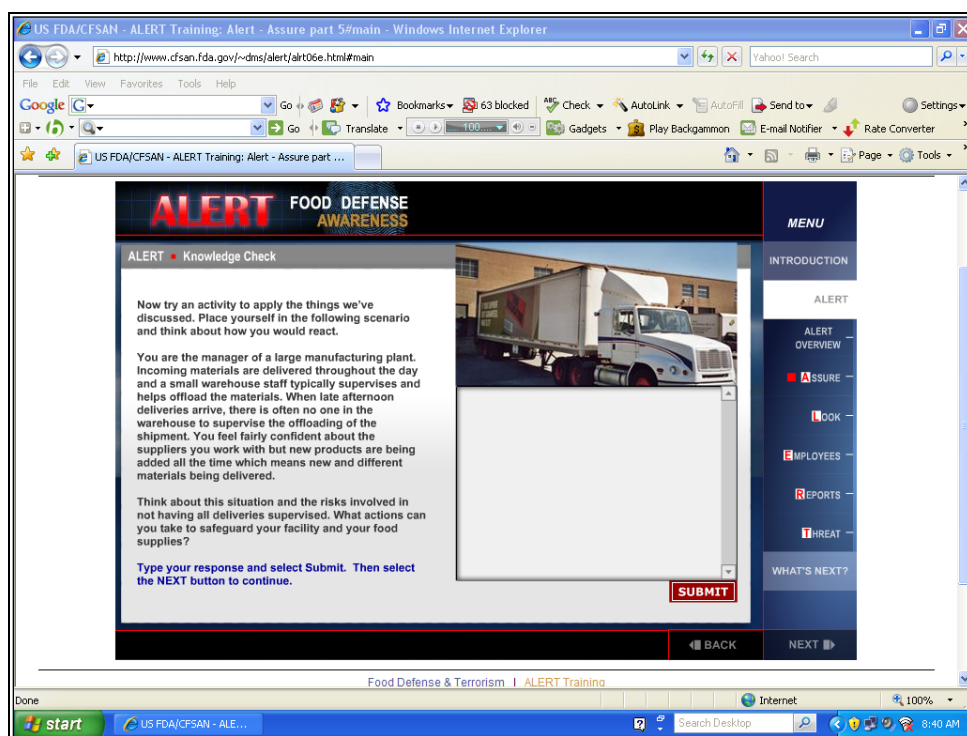 US FDA/CFSAN - ALERT Training: Alert - Assure part 5#main - Windows Internet Explorer
http://www.cfsan.fda.gov/~dms/alert/alrt06e.html#main
Yahoo! Search
File Edit View Favorites Tools Help
Google G Go Bookmarks 63 blocked ABC Check AutoLink AutoFill Send to Settings
Go Translate 100 Gadgets Play Backgammon E-mail Notifier Rate Converter
US FDA/CFSAN - ALERT Training: Alert - Assure part ... Page Tools
ALERT FOOD DEFENSE
AWARENESS
MENU
ALERT ▪ Knowledge Check
INTRODUCTION
ALERT
ALERT
OVERVIEW
ASSURE
LOOK
EMPLOYEES
REPORTS
THREAT
WHAT'S NEXT?
Now try an activity to apply the things we've
discussed. Place yourself in the following scenario
and think about how you would react.
You are the manager of a large manufacturing plant.
Incoming materials are delivered throughout the day
and a small warehouse staff typically supervises and
helps offload the materials. When late afternoon
deliveries arrive, there is often no one in the
warehouse to supervise the offloading of the
shipment. You feel fairly confident about the
suppliers you work with but new products are being
added all the time which means new and different
materials being delivered.
Think about this situation and the risks involved in
not having all deliveries supervised. What actions can
you take to safeguard your facility and your food
supplies?
Type your response and select Submit. Then select
the NEXT button to continue.
SUBMIT
BACK NEXT
Food Defense & Terrorism | ALERT Training
Done Internet 100%
start US FDA/CFSAN - ALE... Search Desktop 8:40 AM